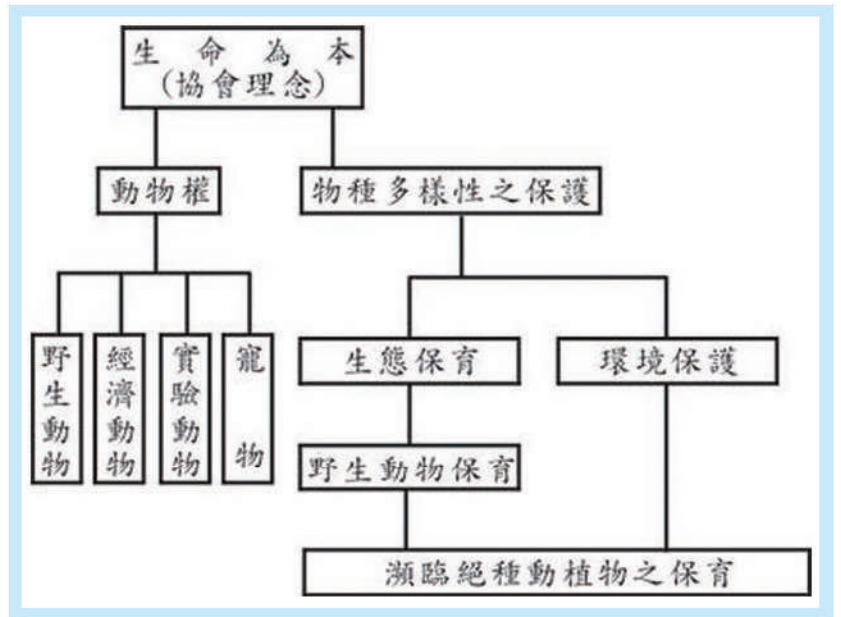 生命為本
(協會理念)
動物權
物種多樣性之保護
野生動物
經濟動物
實驗動物
寵物
生態保育
環境保護
野生動物保育
瀕臨絕種動植物之保育